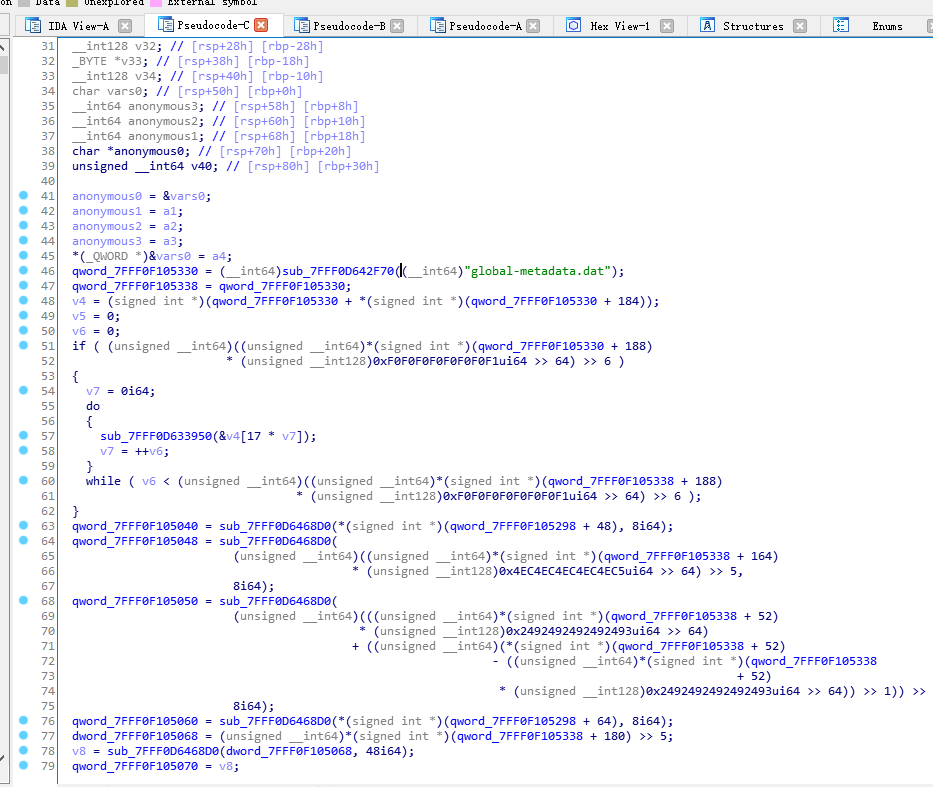 on Data Unexplored External symbol
IDA View-A Pseudocode-C Pseudocode-B Pseudocode-A Hex View-1 Structures Enums
31 __int128 v32; // [rsp+28h] [rbp-28h]
32 _BYTE *v33; // [rsp+38h] [rbp-18h]
33 __int128 v34; // [rsp+40h] [rbp-10h]
34 char vars0; // [rsp+50h] [rbp+0h]
35 __int64 anonymous3; // [rsp+58h] [rbp+8h]
36 __int64 anonymous2; // [rsp+60h] [rbp+10h]
37 __int64 anonymous1; // [rsp+68h] [rbp+18h]
38 char *anonymous0; // [rsp+70h] [rbp+20h]
39 unsigned __int64 v40; // [rsp+80h] [rbp+30h]
40
41 anonymous0 = &vars0;
42 anonymous1 = a1;
43 anonymous2 = a2;
44 anonymous3 = a3;
45 *(_QWORD *)&vars0 = a4;
46 qword_7FFF0F105330 = (__int64)sub_7FFF0D642F70((__int64)"global-metadata.dat");
47 qword_7FFF0F105338 = qword_7FFF0F105330;
48 v4 = (signed int *)(qword_7FFF0F105330 + *(signed int *)(qword_7FFF0F105330 + 184));
49 v5 = 0;
50 v6 = 0;
51 if ( (unsigned __int64)((unsigned __int64)*(signed int *)(qword_7FFF0F105330 + 188)
52 * (unsigned __int128)0xF0F0F0F0F0F0F0F1ui64 >> 64) >> 6 )
53 {
54 v7 = 0i64;
55 do
56 {
57 sub_7FFF0D633950(&v4[17 * v7]);
58 v7 = ++v6;
59 }
60 while ( v6 < (unsigned __int64)((unsigned __int64)*(signed int *)(qword_7FFF0F105338 + 188)
61 * (unsigned __int128)0xF0F0F0F0F0F0F0F1ui64 >> 64) >> 6 );
62 }
63 qword_7FFF0F105040 = sub_7FFF0D6468D0(*(signed int *)(qword_7FFF0F105298 + 48), 8i64);
64 qword_7FFF0F105048 = sub_7FFF0D6468D0(
65 (unsigned __int64)((unsigned __int64)*(signed int *)(qword_7FFF0F105338 + 164)
66 * (unsigned __int128)0x4EC4EC4EC4EC4EC5ui64 >> 64) >> 5,
67 8i64);
68 qword_7FFF0F105050 = sub_7FFF0D6468D0(
69 (unsigned __int64)(((unsigned __int64)*(signed int *)(qword_7FFF0F105338 + 52)
70 * (unsigned __int128)0x2492492492492493ui64 >> 64)
71 + ((unsigned __int64)(*(signed int *)(qword_7FFF0F105338 + 52)
72 - ((unsigned __int64)*(signed int *)(qword_7FFF0F105338
73 + 52)
74 * (unsigned __int128)0x2492492492492493ui64 >> 64)) >> 1)) >>
75 8i64);
76 qword_7FFF0F105060 = sub_7FFF0D6468D0(*(signed int *)(qword_7FFF0F105298 + 64), 8i64);
77 dword_7FFF0F105068 = (unsigned __int64)*(signed int *)(qword_7FFF0F105338 + 180) >> 5;
78 v8 = sub_7FFF0D6468D0(dword_7FFF0F105068, 48i64);
79 qword_7FFF0F105070 = v8;